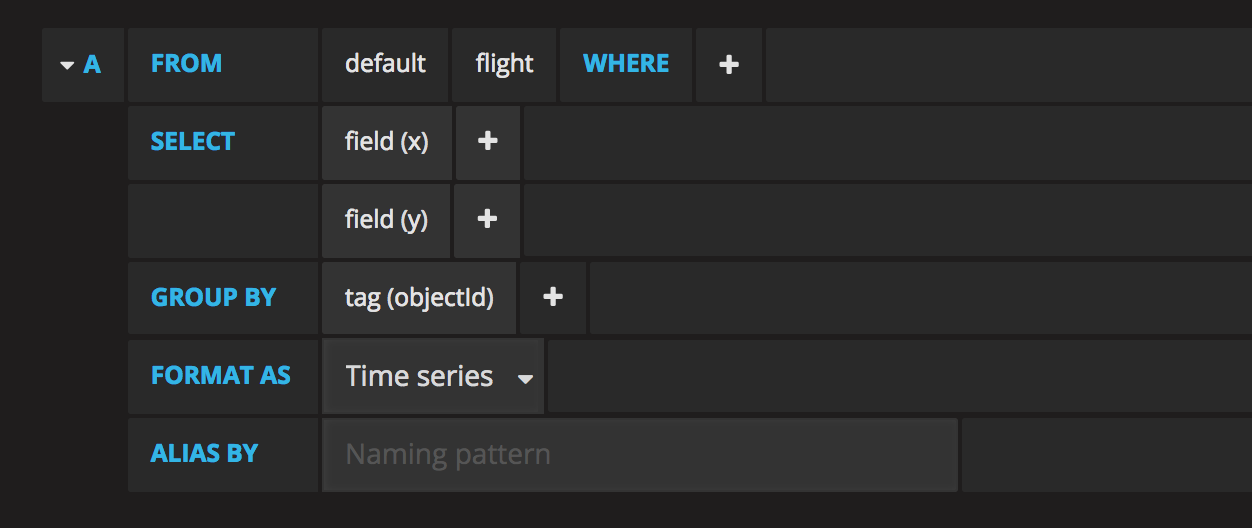 A FROM default flight WHERE +
SELECT field (x) +
field (y) +
GROUP BY tag (objectId) +
FORMAT AS Time series
ALIAS BY Naming pattern